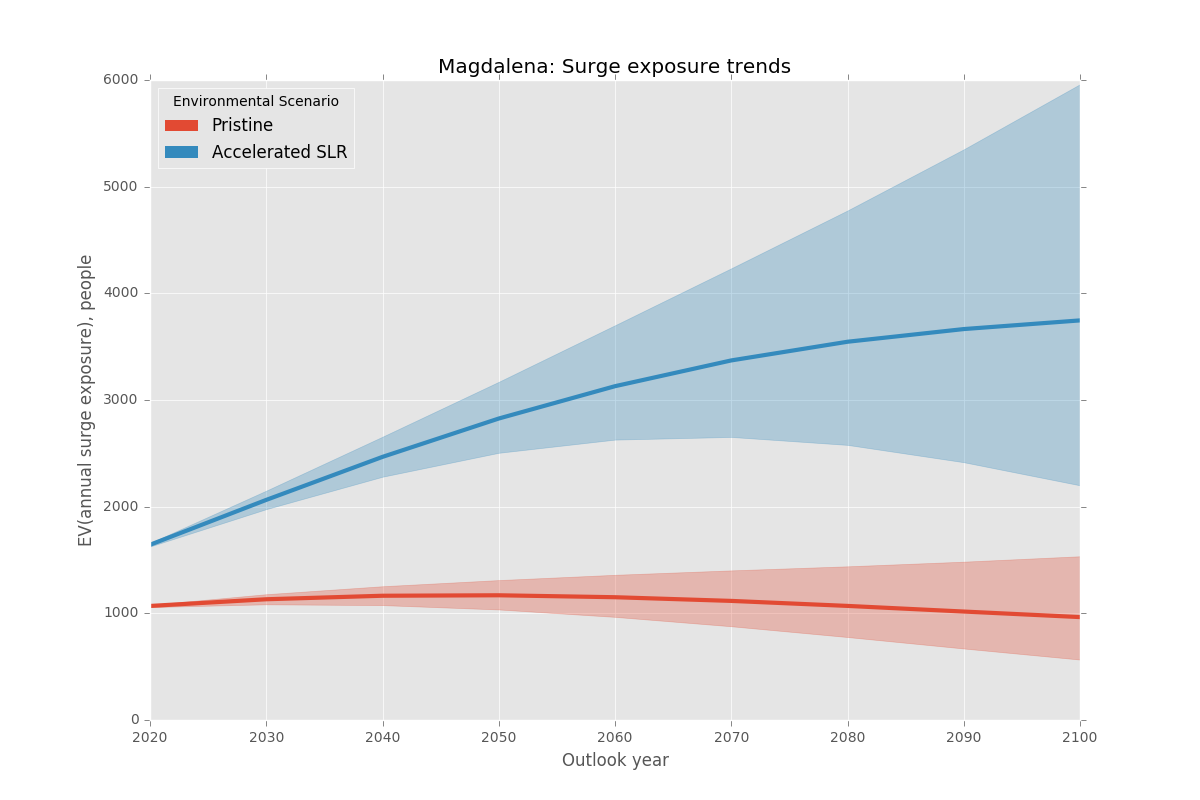 Magdalena: Surge exposure trends
Environmental Scenario
Pristine
Accelerated SLR
EV(annual surge exposure), people
6000
5000
4000
3000
2000
1000
0
2020 2030 2040 2050 2060 2070 2080 2090 2100
Outlook year